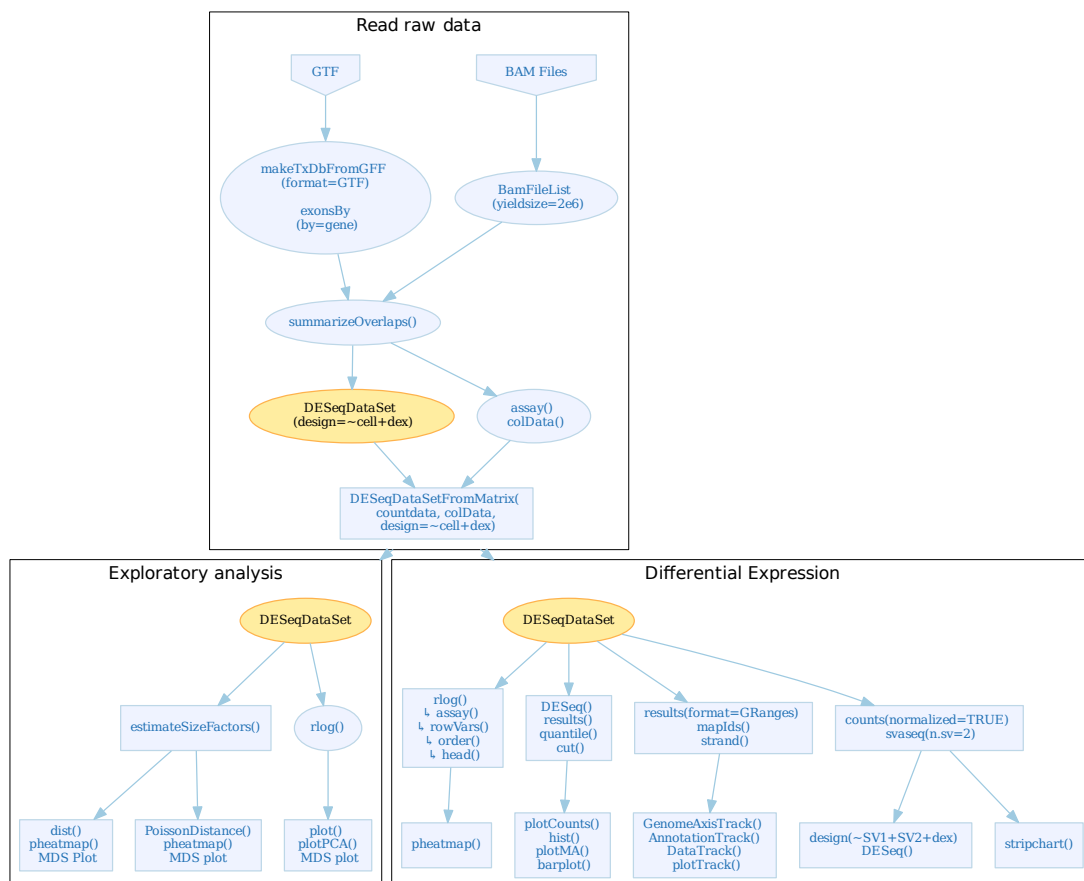 Read raw data
GTF
BAM Files
makeTxDbFromGFF
(format=GTF)
exonsBy
(by=gene)
BamFileList
(yieldsize=2e6)
summarizeOverlaps()
DESeqDataSet
(design=~cell+dex)
assay()
colData()
DESeqDataSetFromMatrix(
countdata, colData,
design=~cell+dex)
Exploratory analysis
DESeqDataSet
estimateSizeFactors()
rlog()
dist()
pheatmap()
MDS Plot
PoissonDistance()
pheatmap()
MDS plot
plot()
plotPCA()
MDS plot
Differential Expression
DESeqDataSet
rlog()
↳ assay()
↳ rowVars()
↳ order()
↳ head()
DESeq()
results()
quantile()
cut()
results(format=GRanges)
mapIds()
strand()
counts(normalized=TRUE)
svaseq(n.sv=2)
pheatmap()
plotCounts()
hist()
plotMA()
barplot()
GenomeAxisTrack()
AnnotationTrack()
DataTrack()
plotTrack()
design(~SV1+SV2+dex)
DESeq()
stripchart()